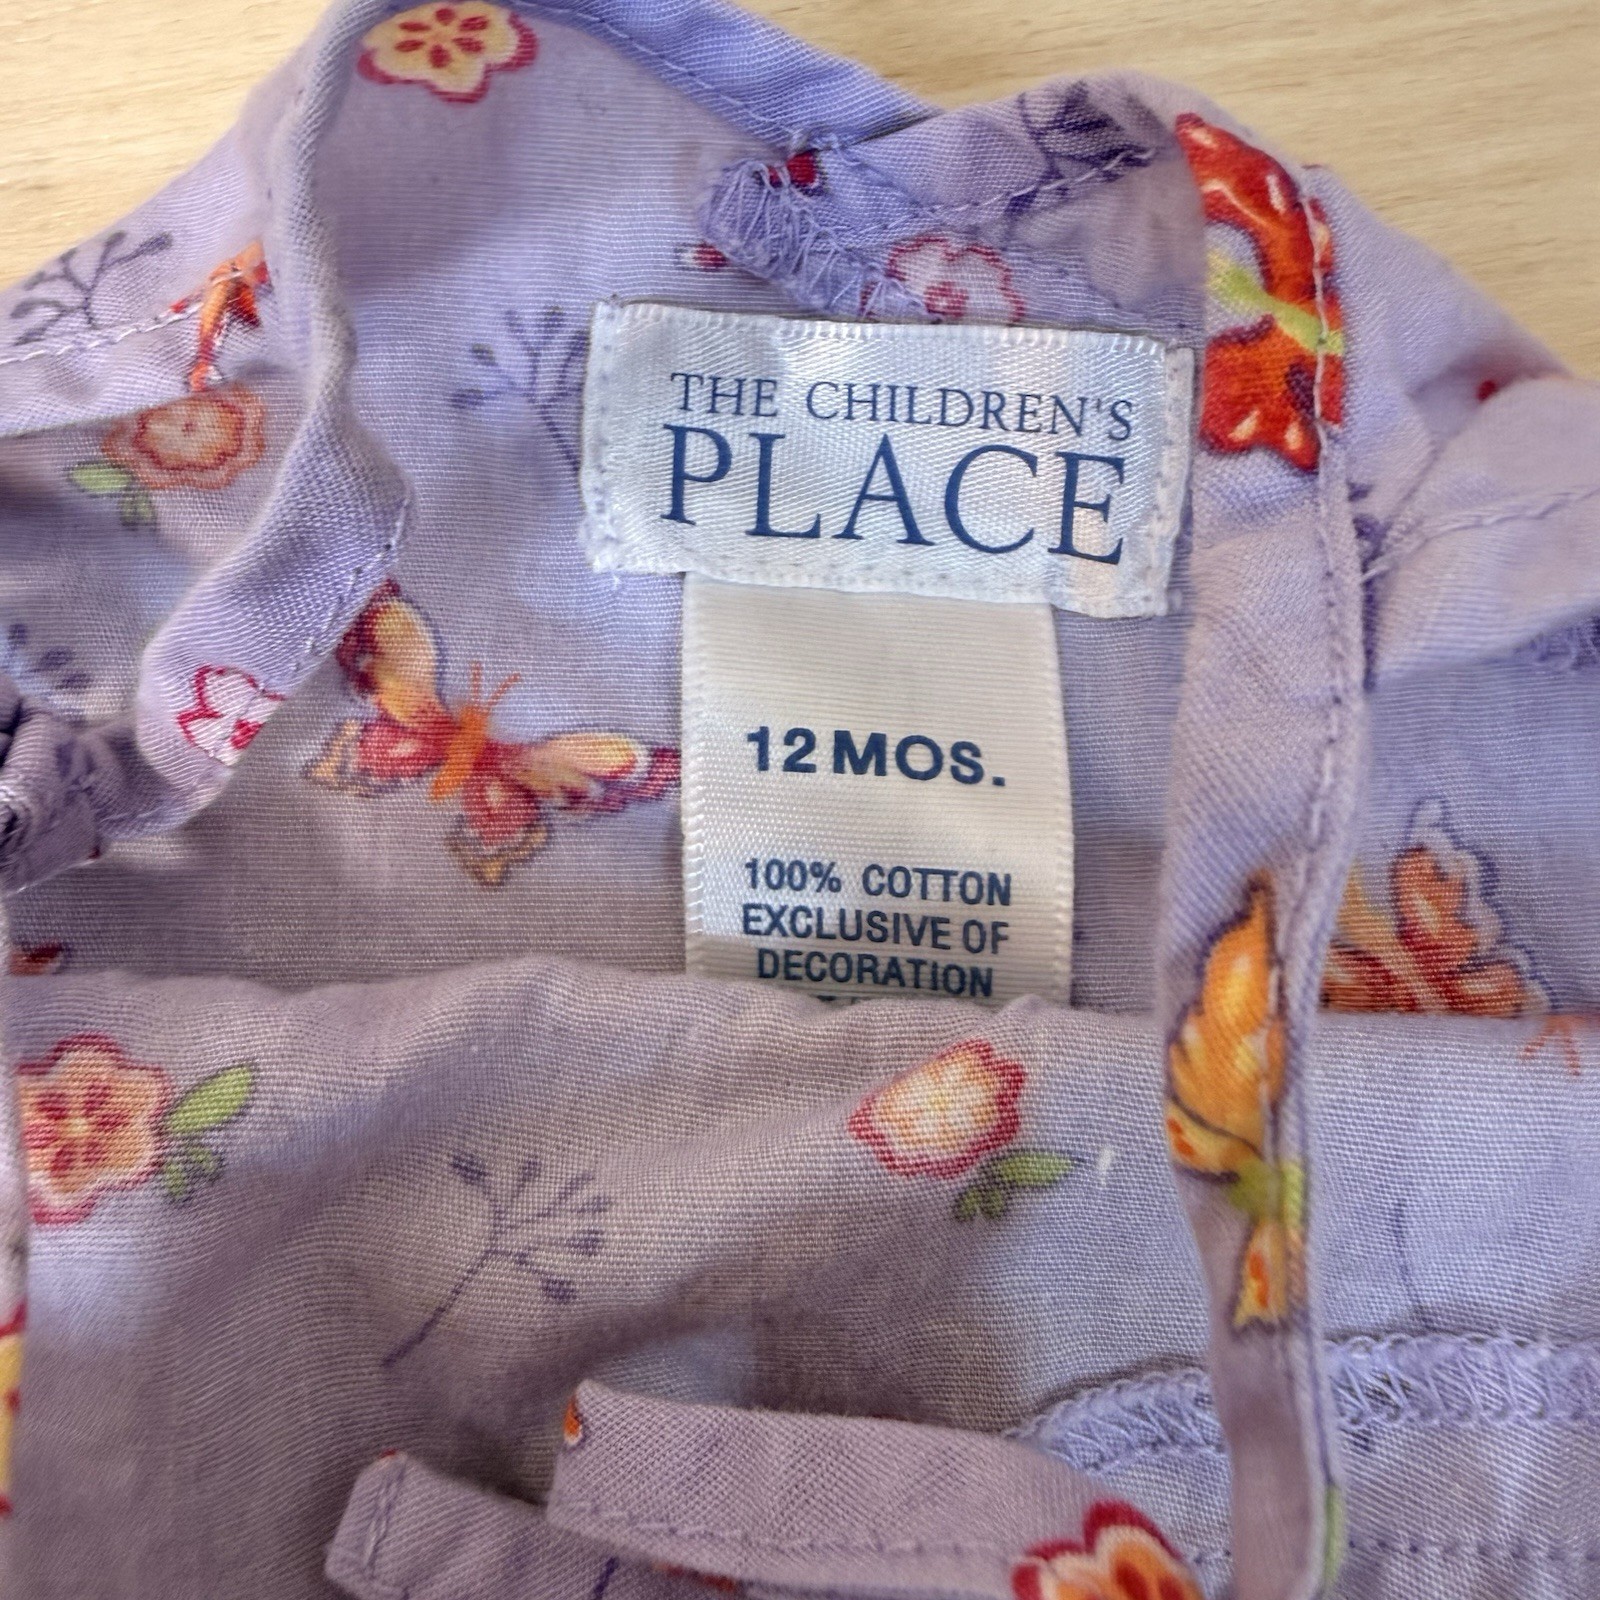 THE CHILDREN'S
PLACE
12 MOS.
100% COTTON
EXCLUSIVE OF
DECORATION